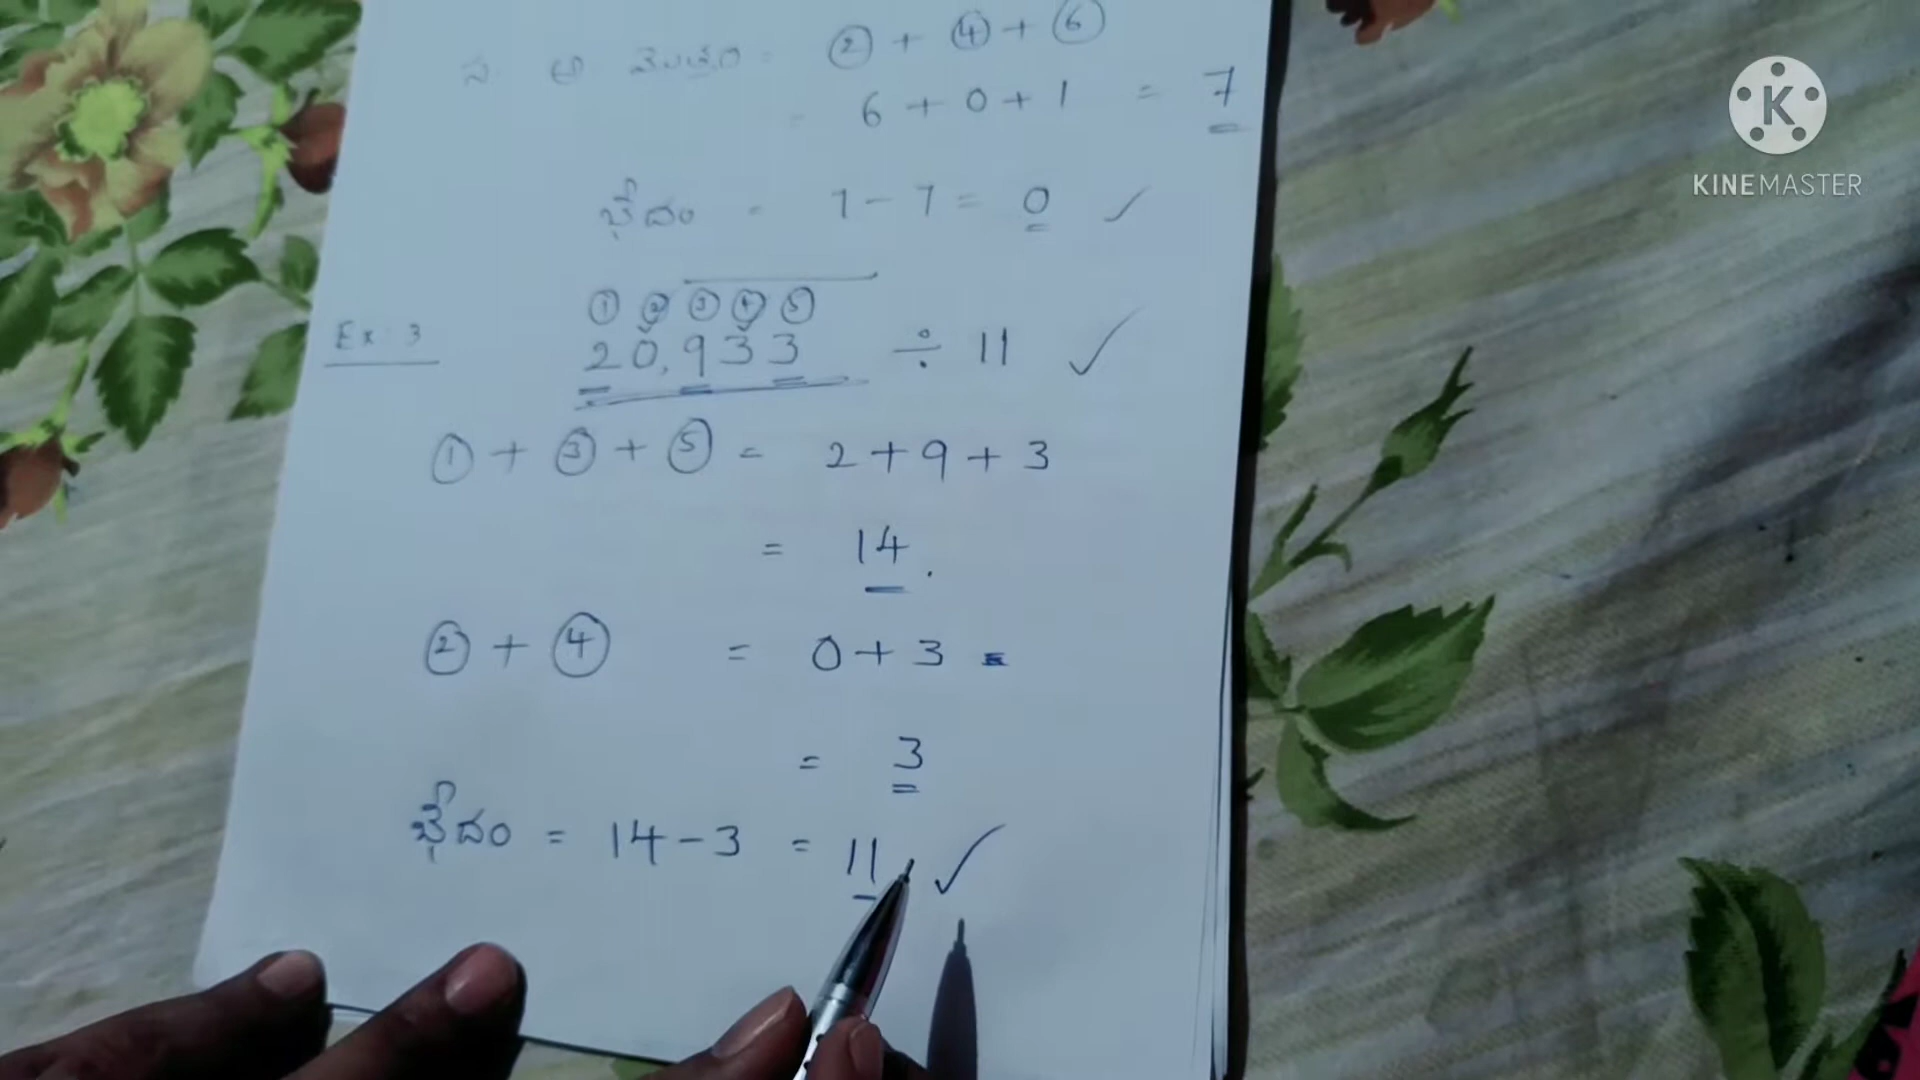 స. ② + ④ + ⑥
= 6 + 0 + 1 = 7
భేదం = 7 - 7 = 0 ✓
① ② ③ ④ ⑤
Ex: 3 20,933 ÷ 11 ✓
① + ③ + ⑤ = 2 + 9 + 3
= 14.
② + ④ = 0 + 3 =
= 3
భేదం = 14 - 3 = 11 ✓
K
KINEMASTER